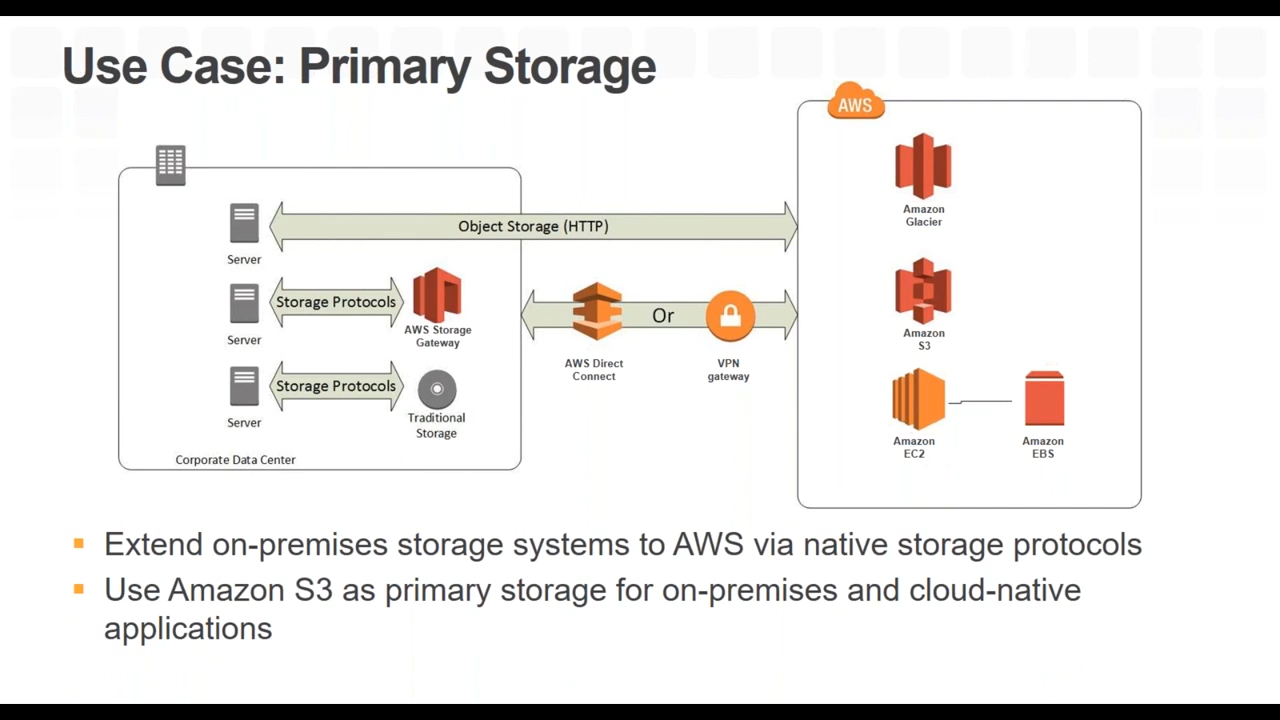 Use Case: Primary Storage
AWS
Amazon
Glacier
Server
Object Storage (HTTP)
Server
Storage Protocols
AWS Storage
Gateway
Or
AWS Direct
Connect
VPN
gateway
Amazon
S3
Server
Storage Protocols
Traditional
Storage
Corporate Data Center
Amazon
EC2
Amazon
EBS
Extend on-premises storage systems to AWS via native storage protocols
Use Amazon S3 as primary storage for on-premises and cloud-native
applications